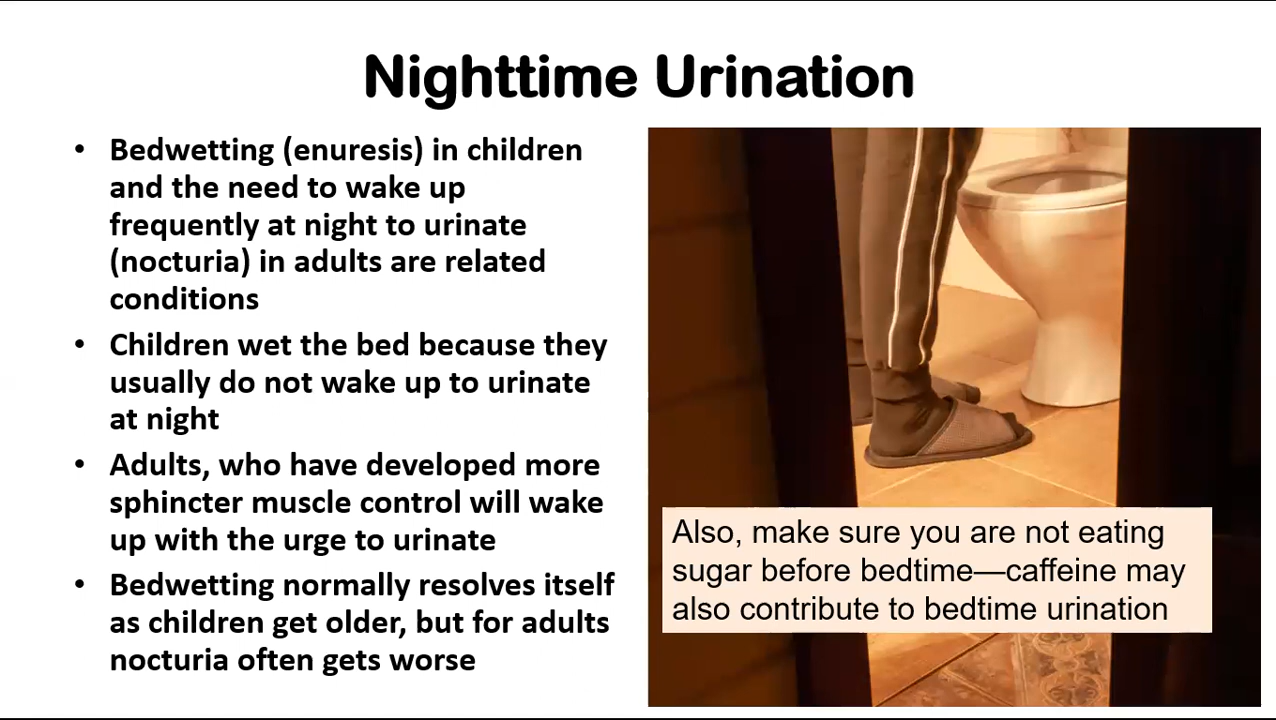 Nighttime Urination
• Bedwetting (enuresis) in children
and the need to wake up
frequently at night to urinate
(nocturia) in adults are related
conditions
• Children wet the bed because they
usually do not wake up to urinate
at night
• Adults, who have developed more
sphincter muscle control will wake
up with the urge to urinate
• Bedwetting normally resolves itself
as children get older, but for adults
nocturia often gets worse
Also, make sure you are not eating
sugar before bedtime—caffeine may
also contribute to bedtime urination